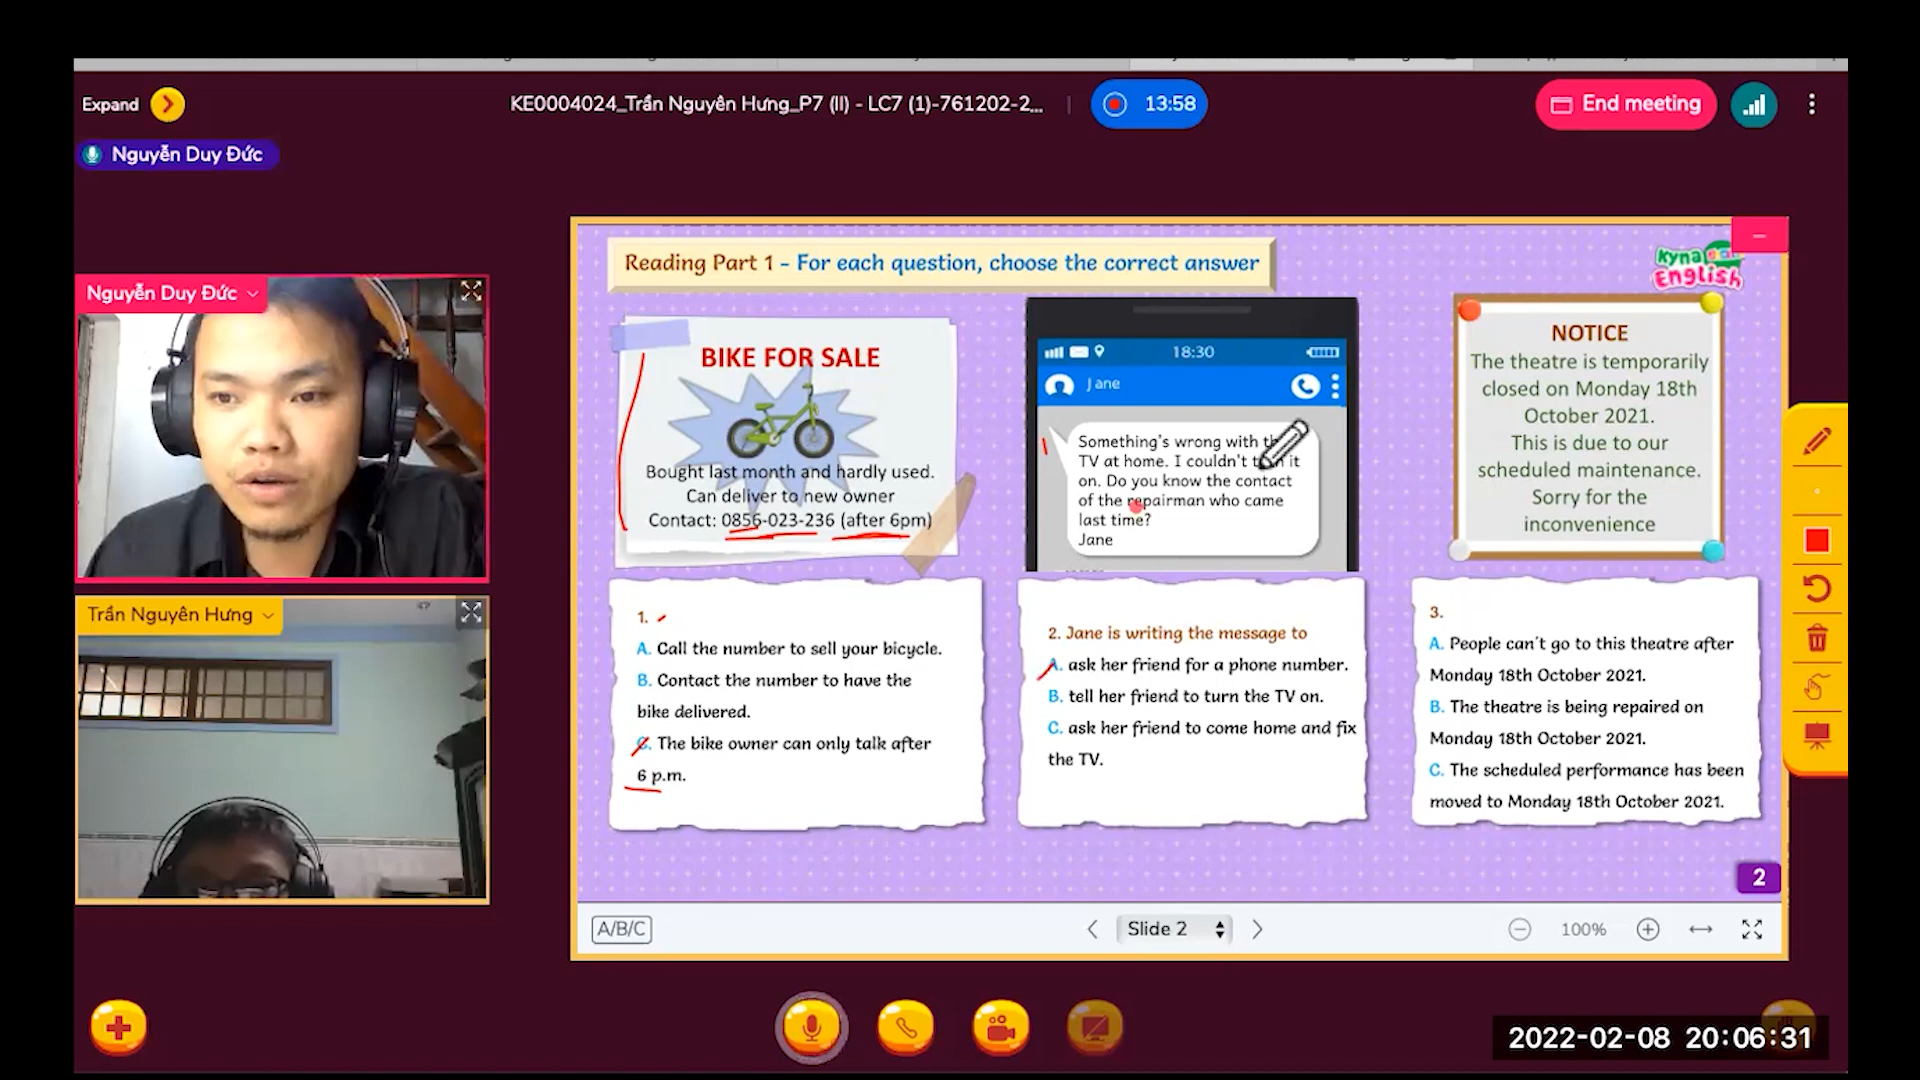 Expand
KE0004024_Trần Nguyên Hưng_P7 (II) - LC7 (1)-761202-2...
13:58
End meeting
Nguyễn Duy Đức
Nguyễn Duy Đức
Trần Nguyên Hưng
Reading Part 1 - For each question, choose the correct answer
Kyna
English
BIKE FOR SALE
Bought last month and hardly used.
Can deliver to new owner
Contact: 0856-023-236 (after 6pm)
18:30
Jane
Something's wrong with
TV at home. I couldn't it
on. Do you know the contact
of the repairman who came
last time?
Jane
NOTICE
The theatre is temporarily
closed on Monday 18th
October 2021.
This is due to our
scheduled maintenance.
Sorry for the
inconvenience
1.
A. Call the number to sell your bicycle.
B. Contact the number to have the
bike delivered.
C. The bike owner can only talk after
6 p.m.
2. Jane is writing the message to
A. ask her friend for a phone number.
B. tell her friend to turn the TV on.
C. ask her friend to come home and fix
the TV.
3.
A. People can't go to this theatre after
Monday 18th October 2021.
B. The theatre is being repaired on
Monday 18th October 2021.
C. The scheduled performance has been
moved to Monday 18th October 2021.
2
A/B/C
Slide 2
100%
2022-02-08 20:06:31